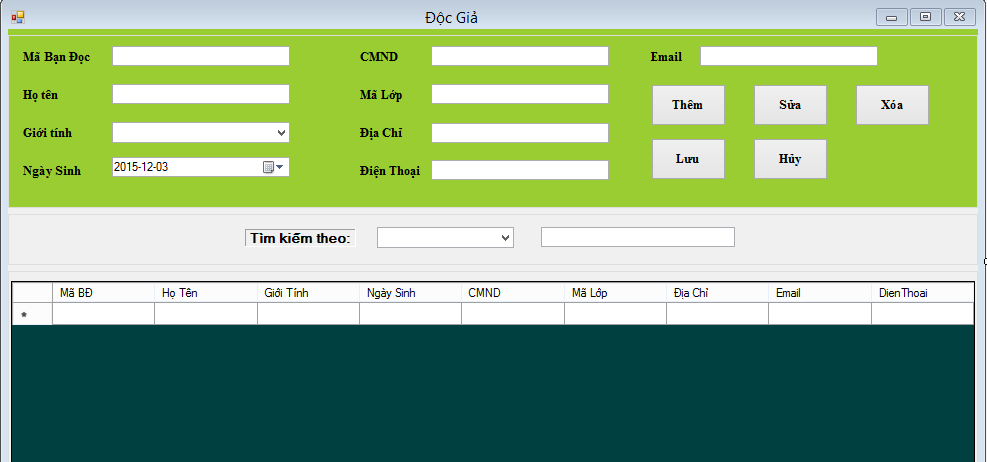 Độc Giả
Mã Bạn Đọc CMND Email
Họ tên Mã Lớp Thêm Sửa Xóa
Giới tính Địa Chỉ
Ngày Sinh 2015-12-03 Điện Thoại Lưu Hủy
Tìm kiếm theo:
Mã BĐ Họ Tên Giới Tính Ngày Sinh CMND Mã Lớp Địa Chỉ Email DienThoai
*